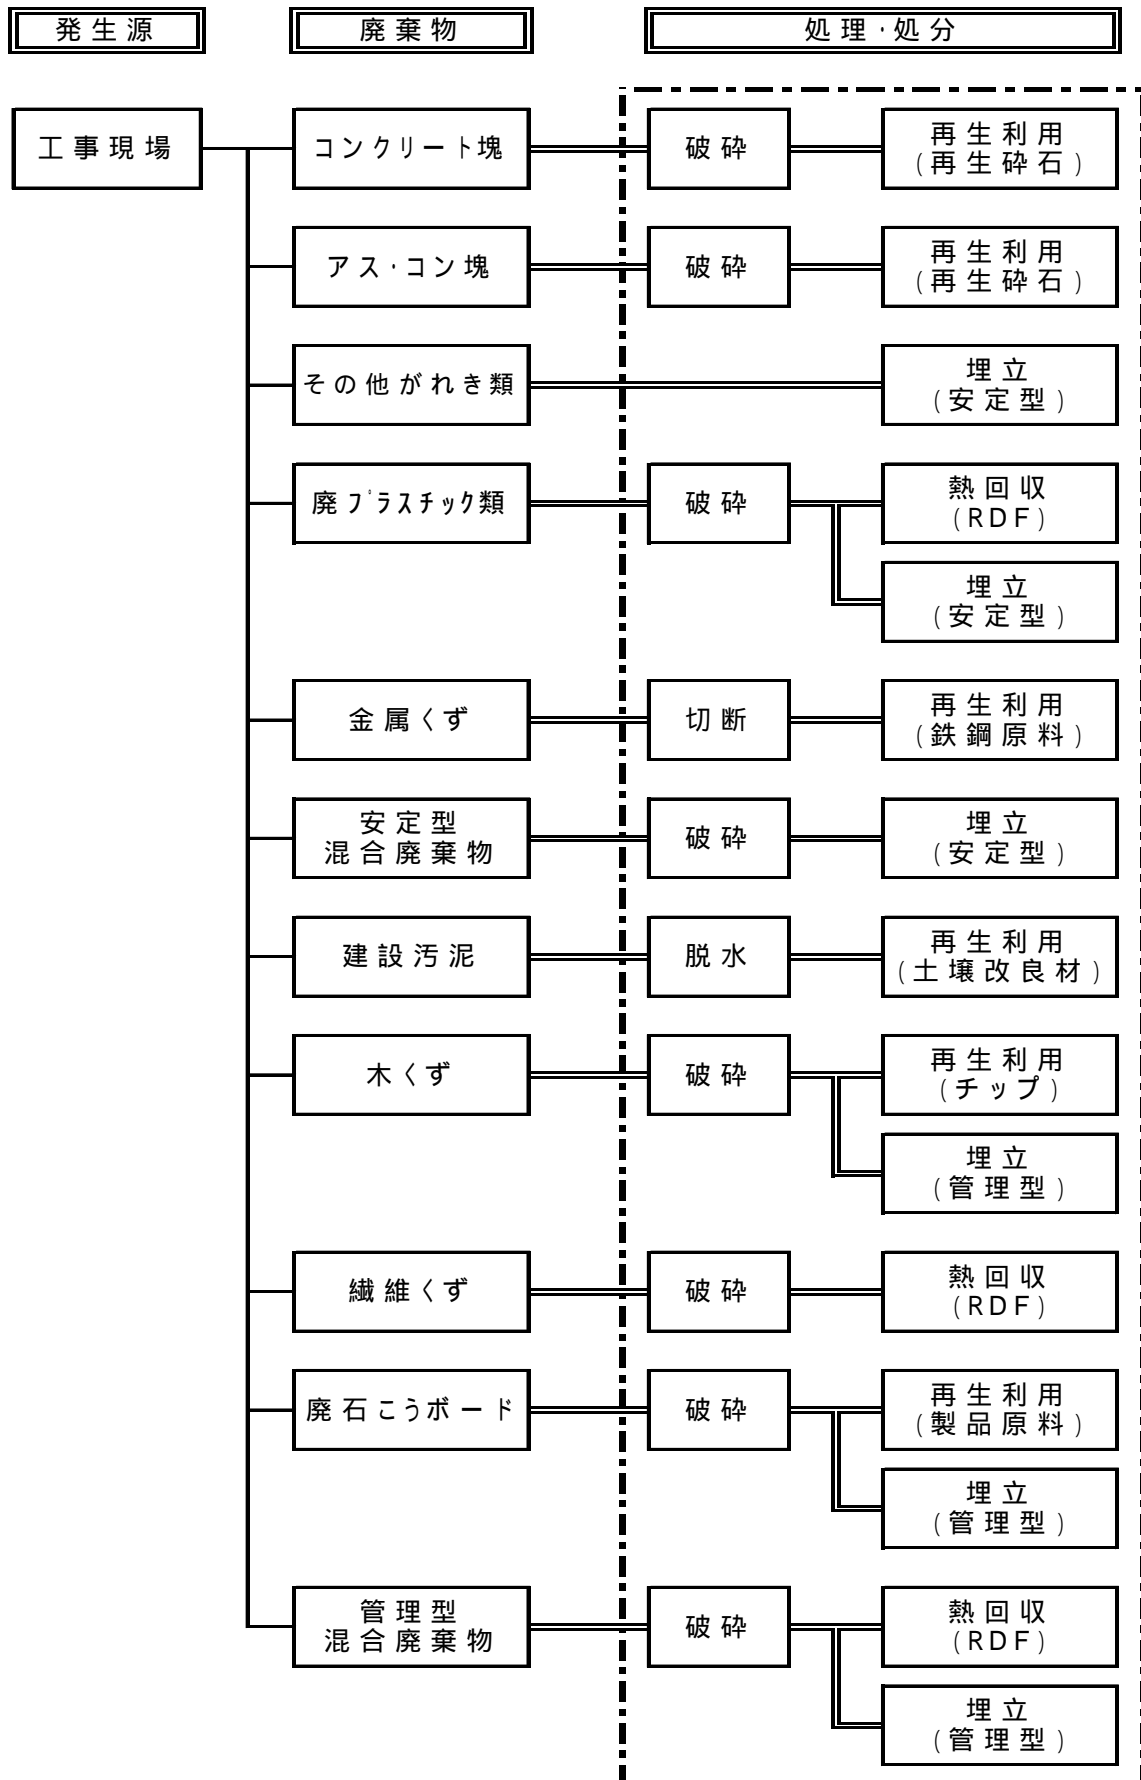 発生源
廃棄物
処理・処分
工事現場
コンクリート塊
破砕
再生利用
(再生砕石)
アス・コン塊
破砕
再生利用
(再生砕石)
その他がれき類
埋立
(安定型)
廃プラスチック類
破砕
熱回収
(RDF)
埋立
(安定型)
金属くず
切断
再生利用
(鉄鋼原料)
安定型
混合廃棄物
破砕
埋立
(安定型)
建設汚泥
脱水
再生利用
(土壌改良材)
木くず
破砕
再生利用
(チップ)
埋立
(管理型)
繊維くず
破砕
熱回収
(RDF)
廃石こうボード
破砕
再生利用
(製品原料)
埋立
(管理型)
管理型
混合廃棄物
破砕
熱回収
(RDF)
埋立
(管理型)